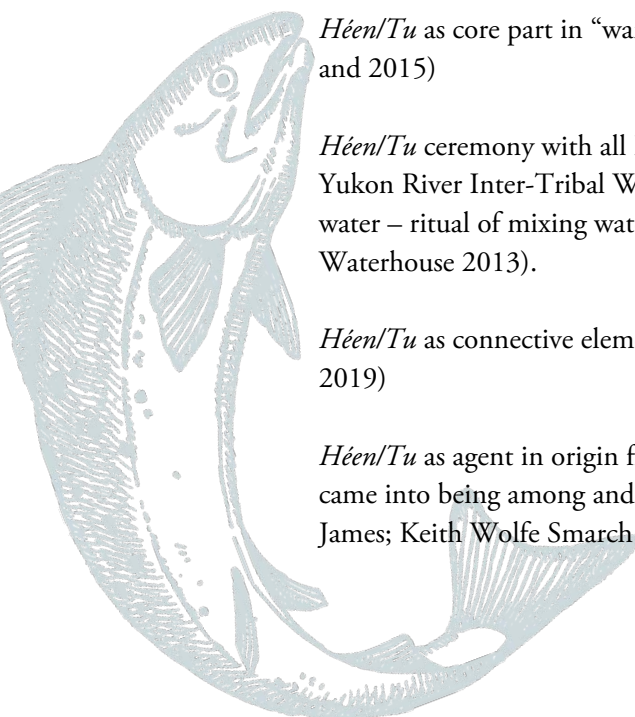 Héen/Tu as core part in “wa
and 2015)
Héen/Tu ceremony with all
Yukon River Inter-Tribal W
water – ritual of mixing wat
Waterhouse 2013).
Héen/Tu as connective elem
2019)
Héen/Tu as agent in origin f
came into being among and
James; Keith Wolfe Smarch